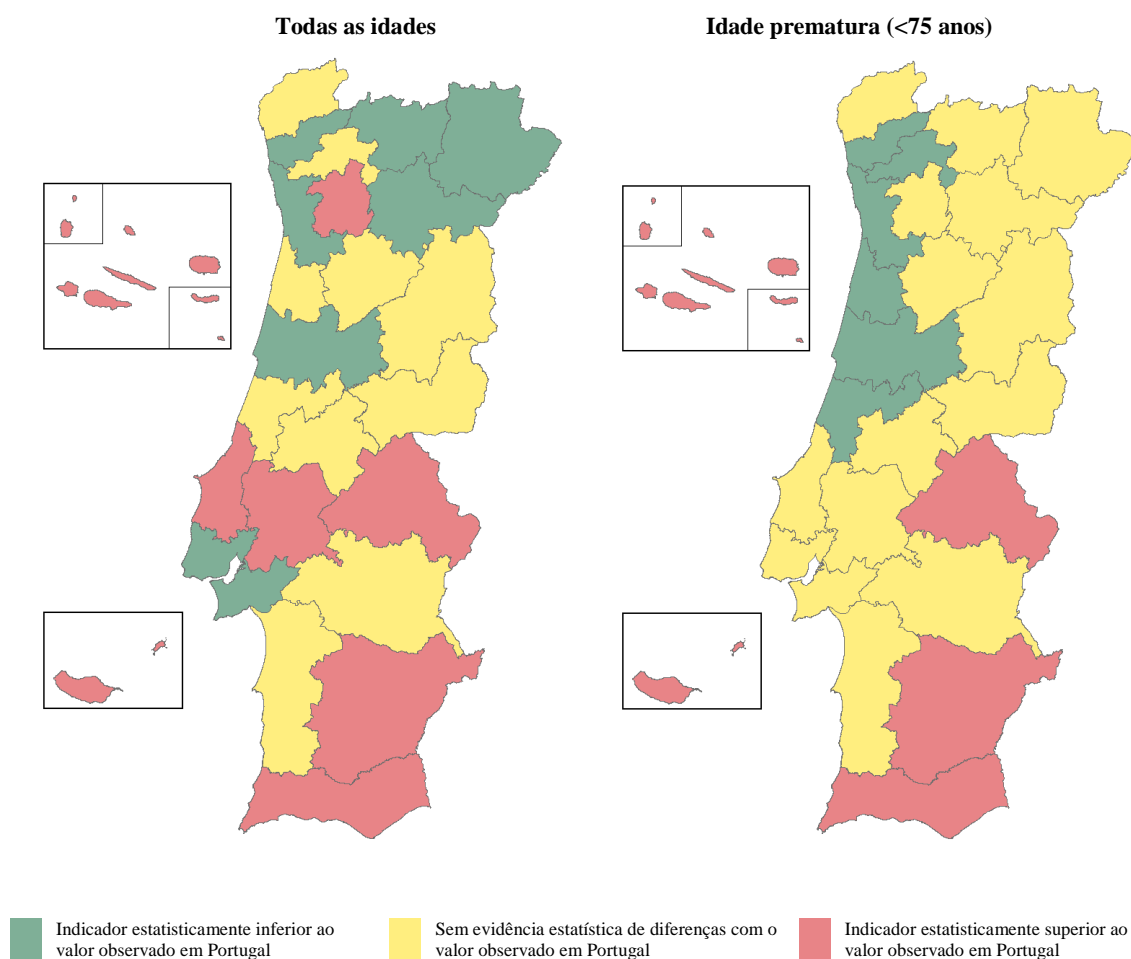 Todas as idades
Idade prematura (<75 anos)
Indicador estatisticamente inferior ao
valor observado em Portugal
Sem evidência estatística de diferenças com o
valor observado em Portugal
Indicador estatisticamente superior ao
valor observado em Portugal